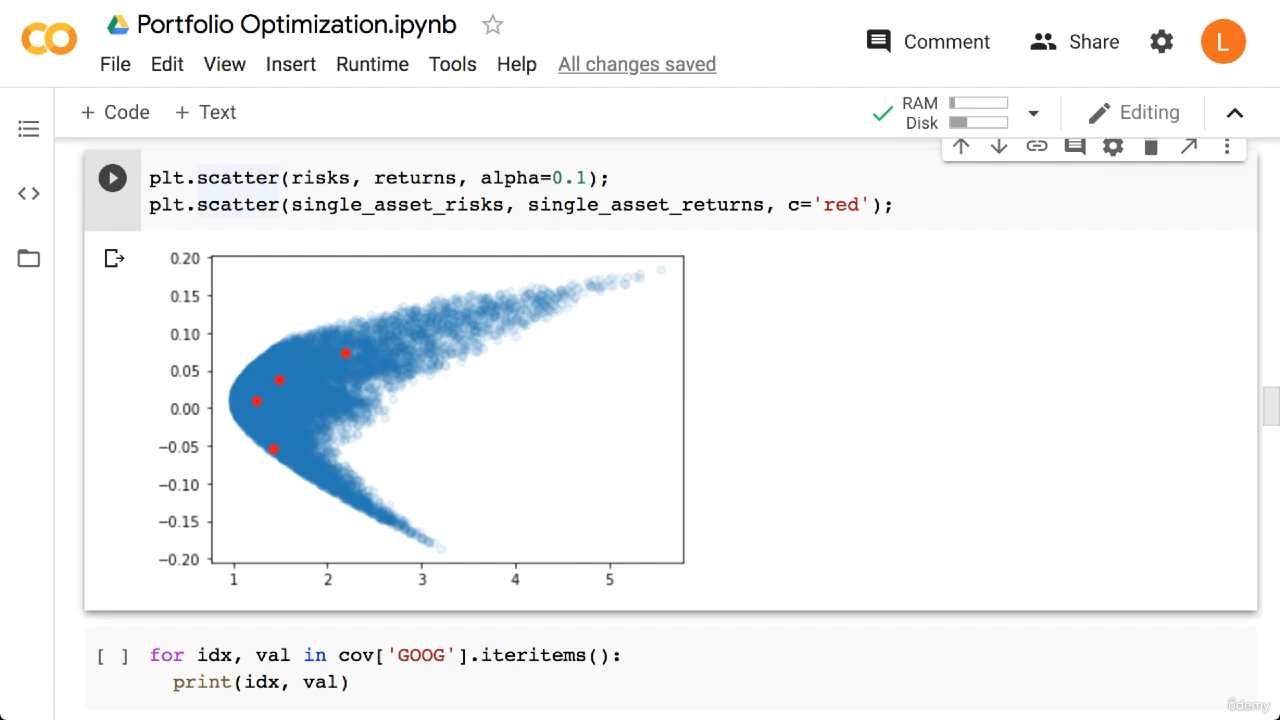 Portfolio Optimization.ipynb
File Edit View Insert Runtime Tools Help All changes saved
Comment
Share
L
+ Code + Text
RAM
Disk
Editing
plt.scatter(risks, returns, alpha=0.1);
plt.scatter(single_asset_risks, single_asset_returns, c='red');
0.20
0.15
0.10
0.05
0.00
−0.05
−0.10
−0.15
−0.20
1 2 3 4 5
[ ] for idx, val in cov['GOOG'].iteritems():
print(idx, val)
ûdemy